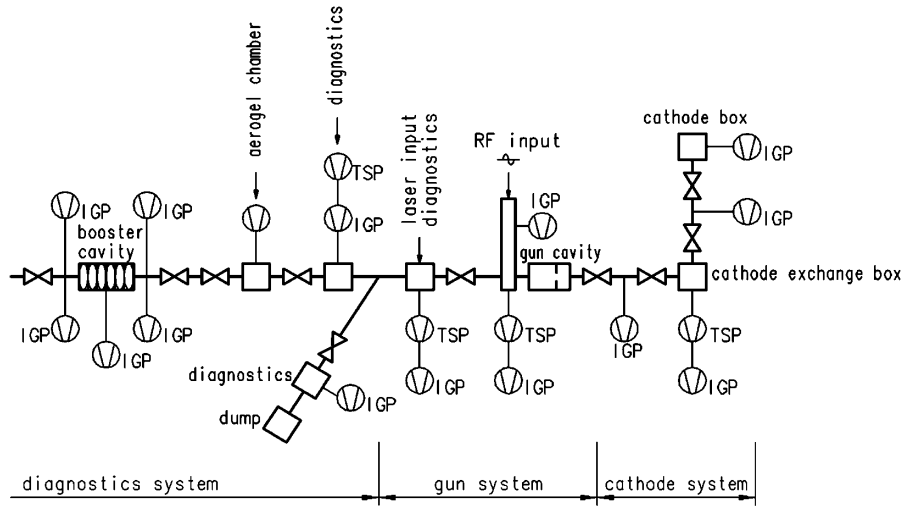 aerogel chamber
diagnostics
TSP
IGP
laser input
diagnostics
RF input
IGP
cathode box
IGP
IGP
IGP
booster
cavity
IGP
gun cavity
cathode exchange box
IGP
IGP
IGP
TSP
IGP
TSP
IGP
IGP
TSP
IGP
diagnostics
IGP
dump
diagnostics system
gun system
cathode system